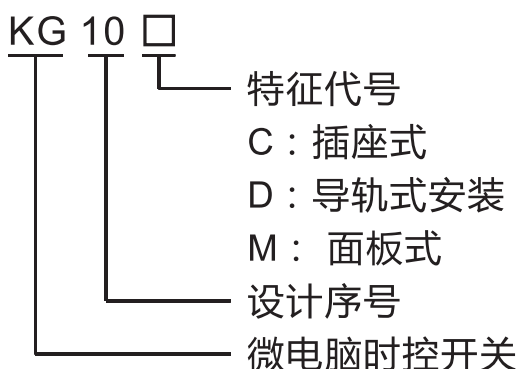 KG 10 □
特征代号
C：插座式
D：导轨式安装
M： 面板式
设计序号
微电脑时控开关